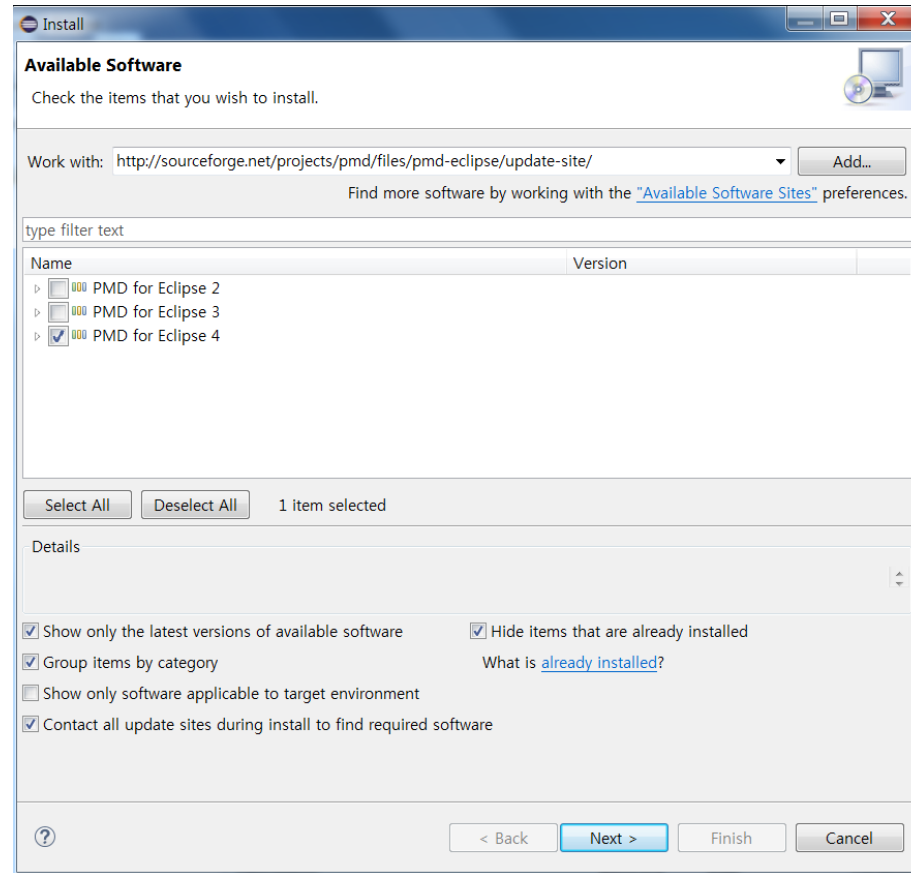 Install
Available Software
Check the items that you wish to install.
Work with: http://sourceforge.net/projects/pmd/files/pmd-eclipse/update-site/ Add...
Find more software by working with the "Available Software Sites" preferences.
type filter text
Name Version
PMD for Eclipse 2
PMD for Eclipse 3
PMD for Eclipse 4
Select All Deselect All 1 item selected
Details
Show only the latest versions of available software Hide items that are already installed
Group items by category What is already installed?
Show only software applicable to target environment
Contact all update sites during install to find required software
? < Back Next > Finish Cancel